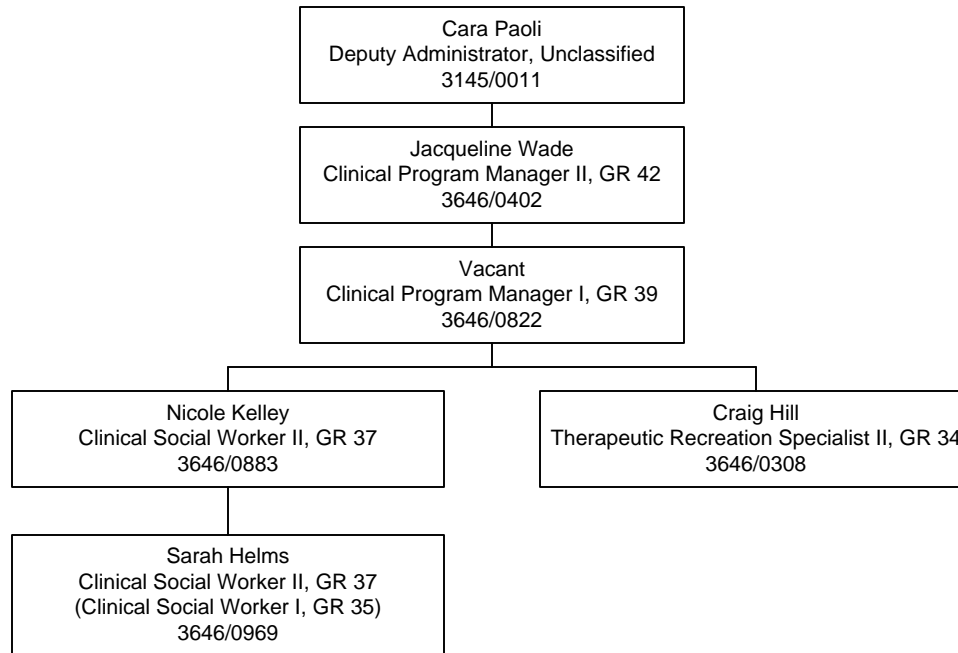 Cara Paoli
Deputy Administrator, Unclassified
3145/0011
Jacqueline Wade
Clinical Program Manager II, GR 42
3646/0402
Vacant
Clinical Program Manager I, GR 39
3646/0822
Nicole Kelley
Clinical Social Worker II, GR 37
3646/0883
Craig Hill
Therapeutic Recreation Specialist II, GR 34
3646/0308
Sarah Helms
Clinical Social Worker II, GR 37
(Clinical Social Worker I, GR 35)
3646/0969